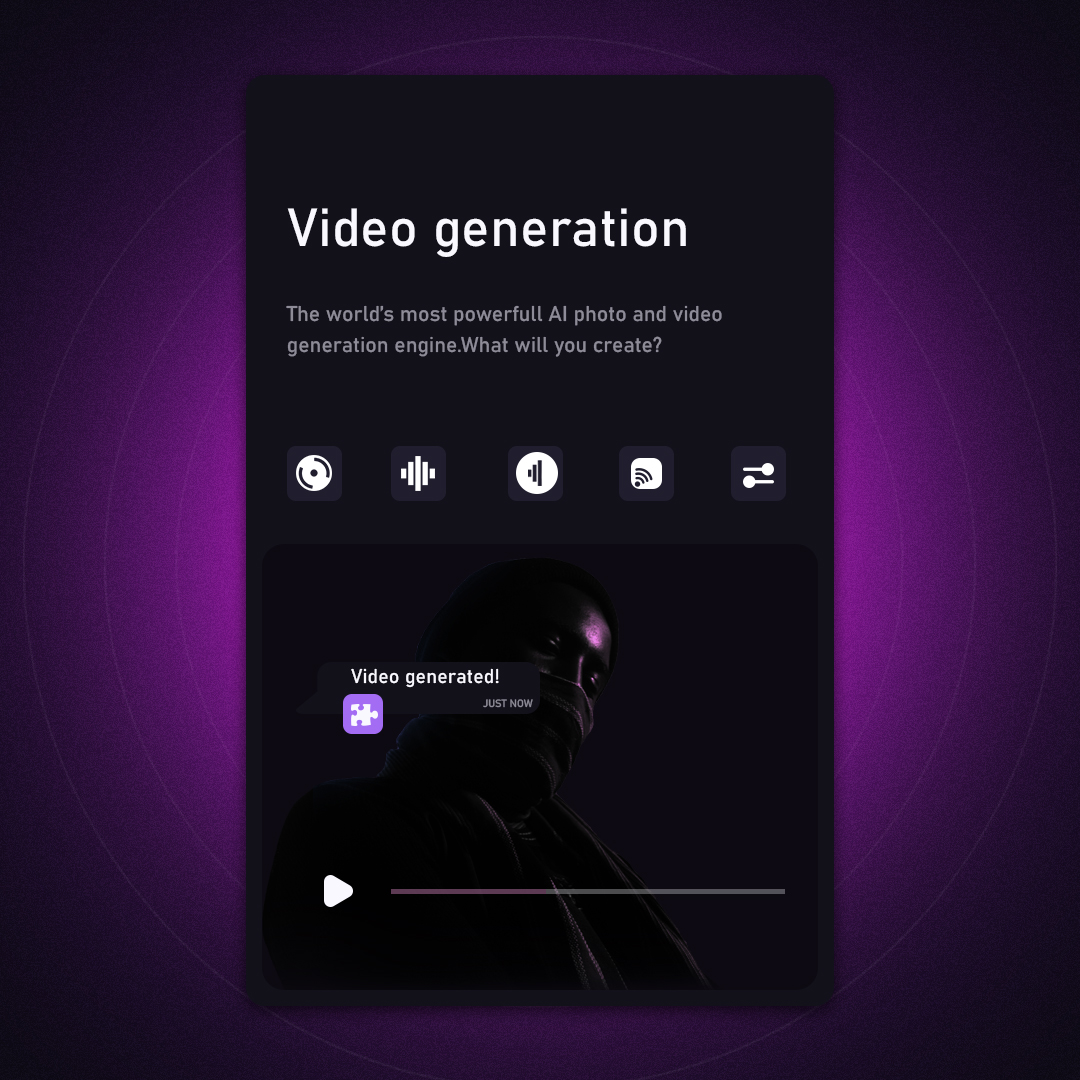 Video generation
The world's most powerfull AI photo and video
generation engine.What will you create?
Video generated!
JUST NOW